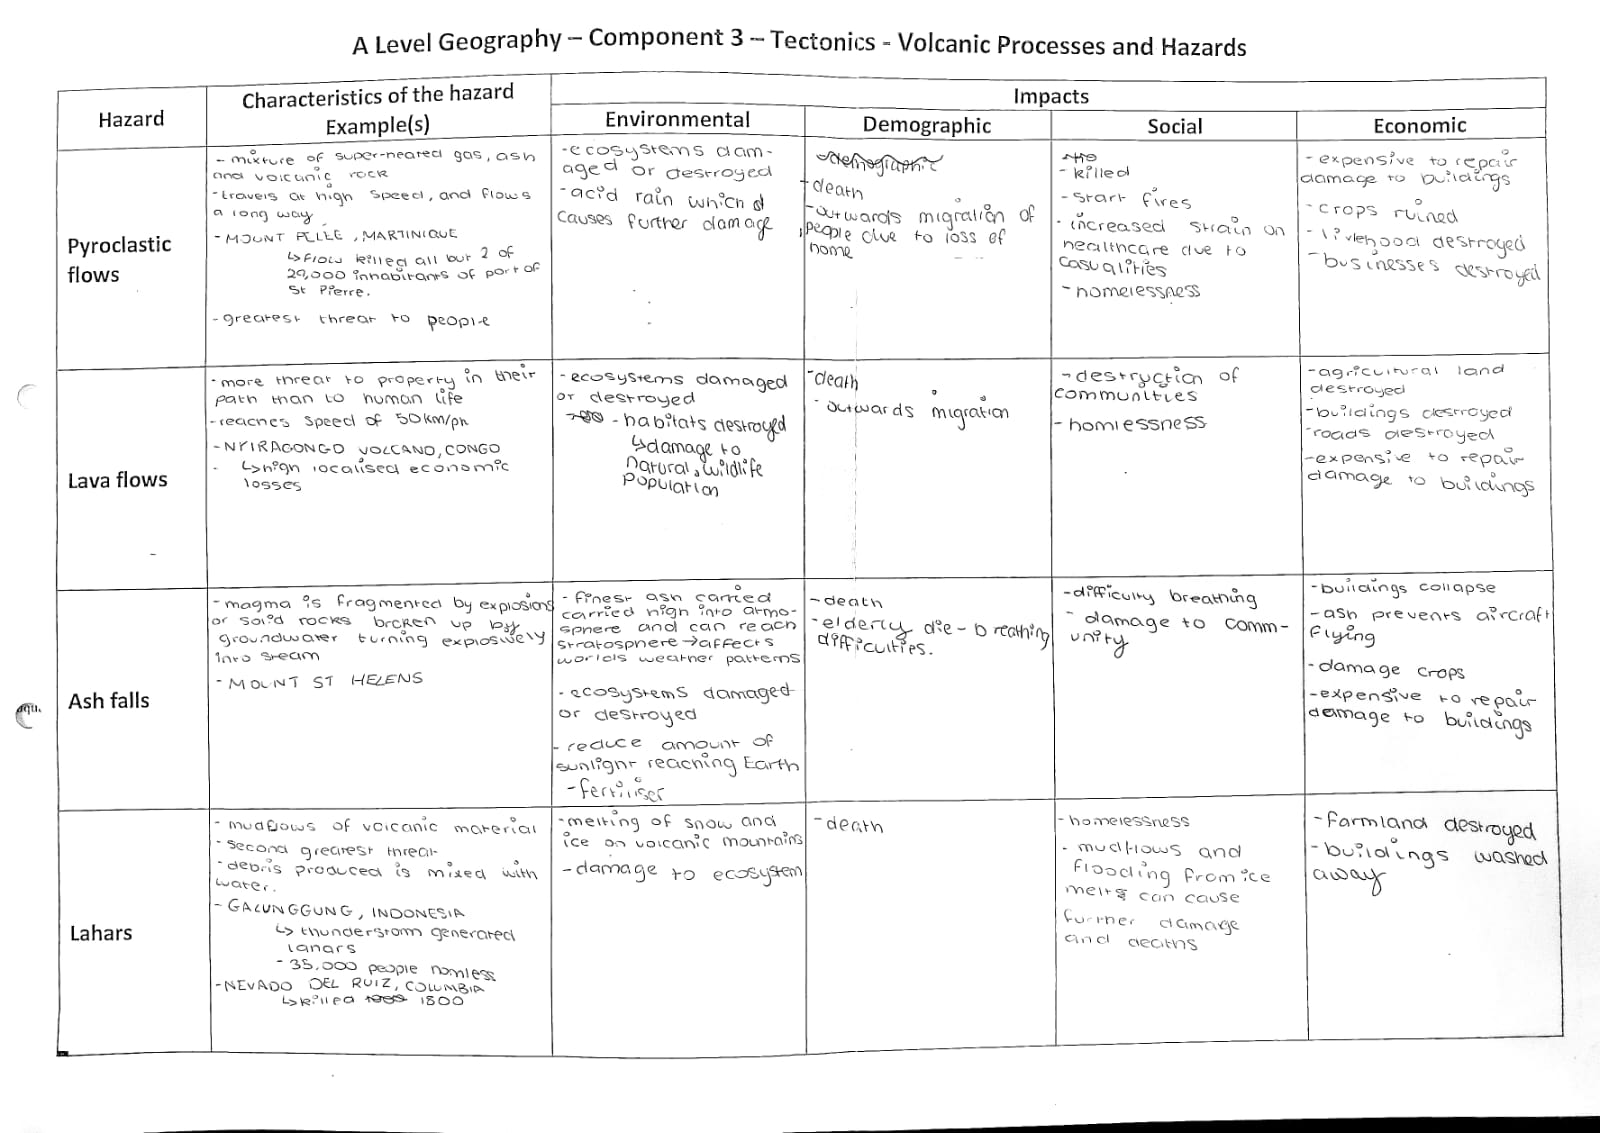 A Level Geography – Component 3 – Tectonics - Volcanic Processes and Hazards
Hazard
Characteristics of the hazard
Example(s)
Impacts
Environmental
Demographic
Social
Economic
Pyroclastic
flows
- mixture of super-heated gas, ash
and volcanic rock
- travels at high speed, and flows
a long way
- MOUNT PELLE, MARTINIQUE
↳ flow killed all but 2 of
29,000 inhabitants of port of
St Pierre.
- greatest threat to people
- ecosystems dam-
aged or destroyed
- acid rain which
causes further damage
demographic
- death
- outwards migration of
people due to loss of
home
- killed
- start fires
- increased strain on
healthcare due to
casualities
- homelessness
- expensive to repair
damage to buildings
- crops ruined
- livlehood destroyed
- businesses destroyed
Lava flows
- more threat to property in their
path than to human life
- reaches speed of 50km/ph
- NYIRAGONGO VOLCANO, CONGO
↳ high localised economic
losses
- ecosystems damaged
or destroyed
- habitats destroyed
↳ damage to
natural, wildlife
population
- death
- outwards migration
- destruction of
communities
- homlessness
- agricultural land
destroyed
- buildings destroyed
- roads destroyed
- expensive to repair
damage to buildings
Ash falls
- magma is fragmented by explosions
or solid rocks broken up by
groundwater turning explosively
into steam
- MOUNT ST HELENS
- finest ash carried
carried high into atmo-
sphere and can reach
stratosphere → affects
worlds weather patterns
- ecosystems damaged
or destroyed
- reduce amount of
sunlight reaching Earth
- fertiliser
- death
- elderly die - breathing
difficulties.
- difficulty breathing
- damage to comm-
unity
- buildings collapse
- ash prevents aircraft
flying
- damage crops
- expensive to repair
damage to buildings
Lahars
- mudflows of volcanic material
- second greatest threat
- debris produced is mixed with
water.
- GALUNGGUNG, INDONESIA
↳ thunderstorm generated
lahars
- 35,000 people homless
- NEVADO DEL RUIZ, COLUMBIA
↳ killed 1800
- melting of snow and
ice on volcanic mountains
- damage to ecosystem
- death
- homelessness
- mudflows and
flooding from ice
melts can cause
further damage
and deaths
- farmland destroyed
- buildings washed
away